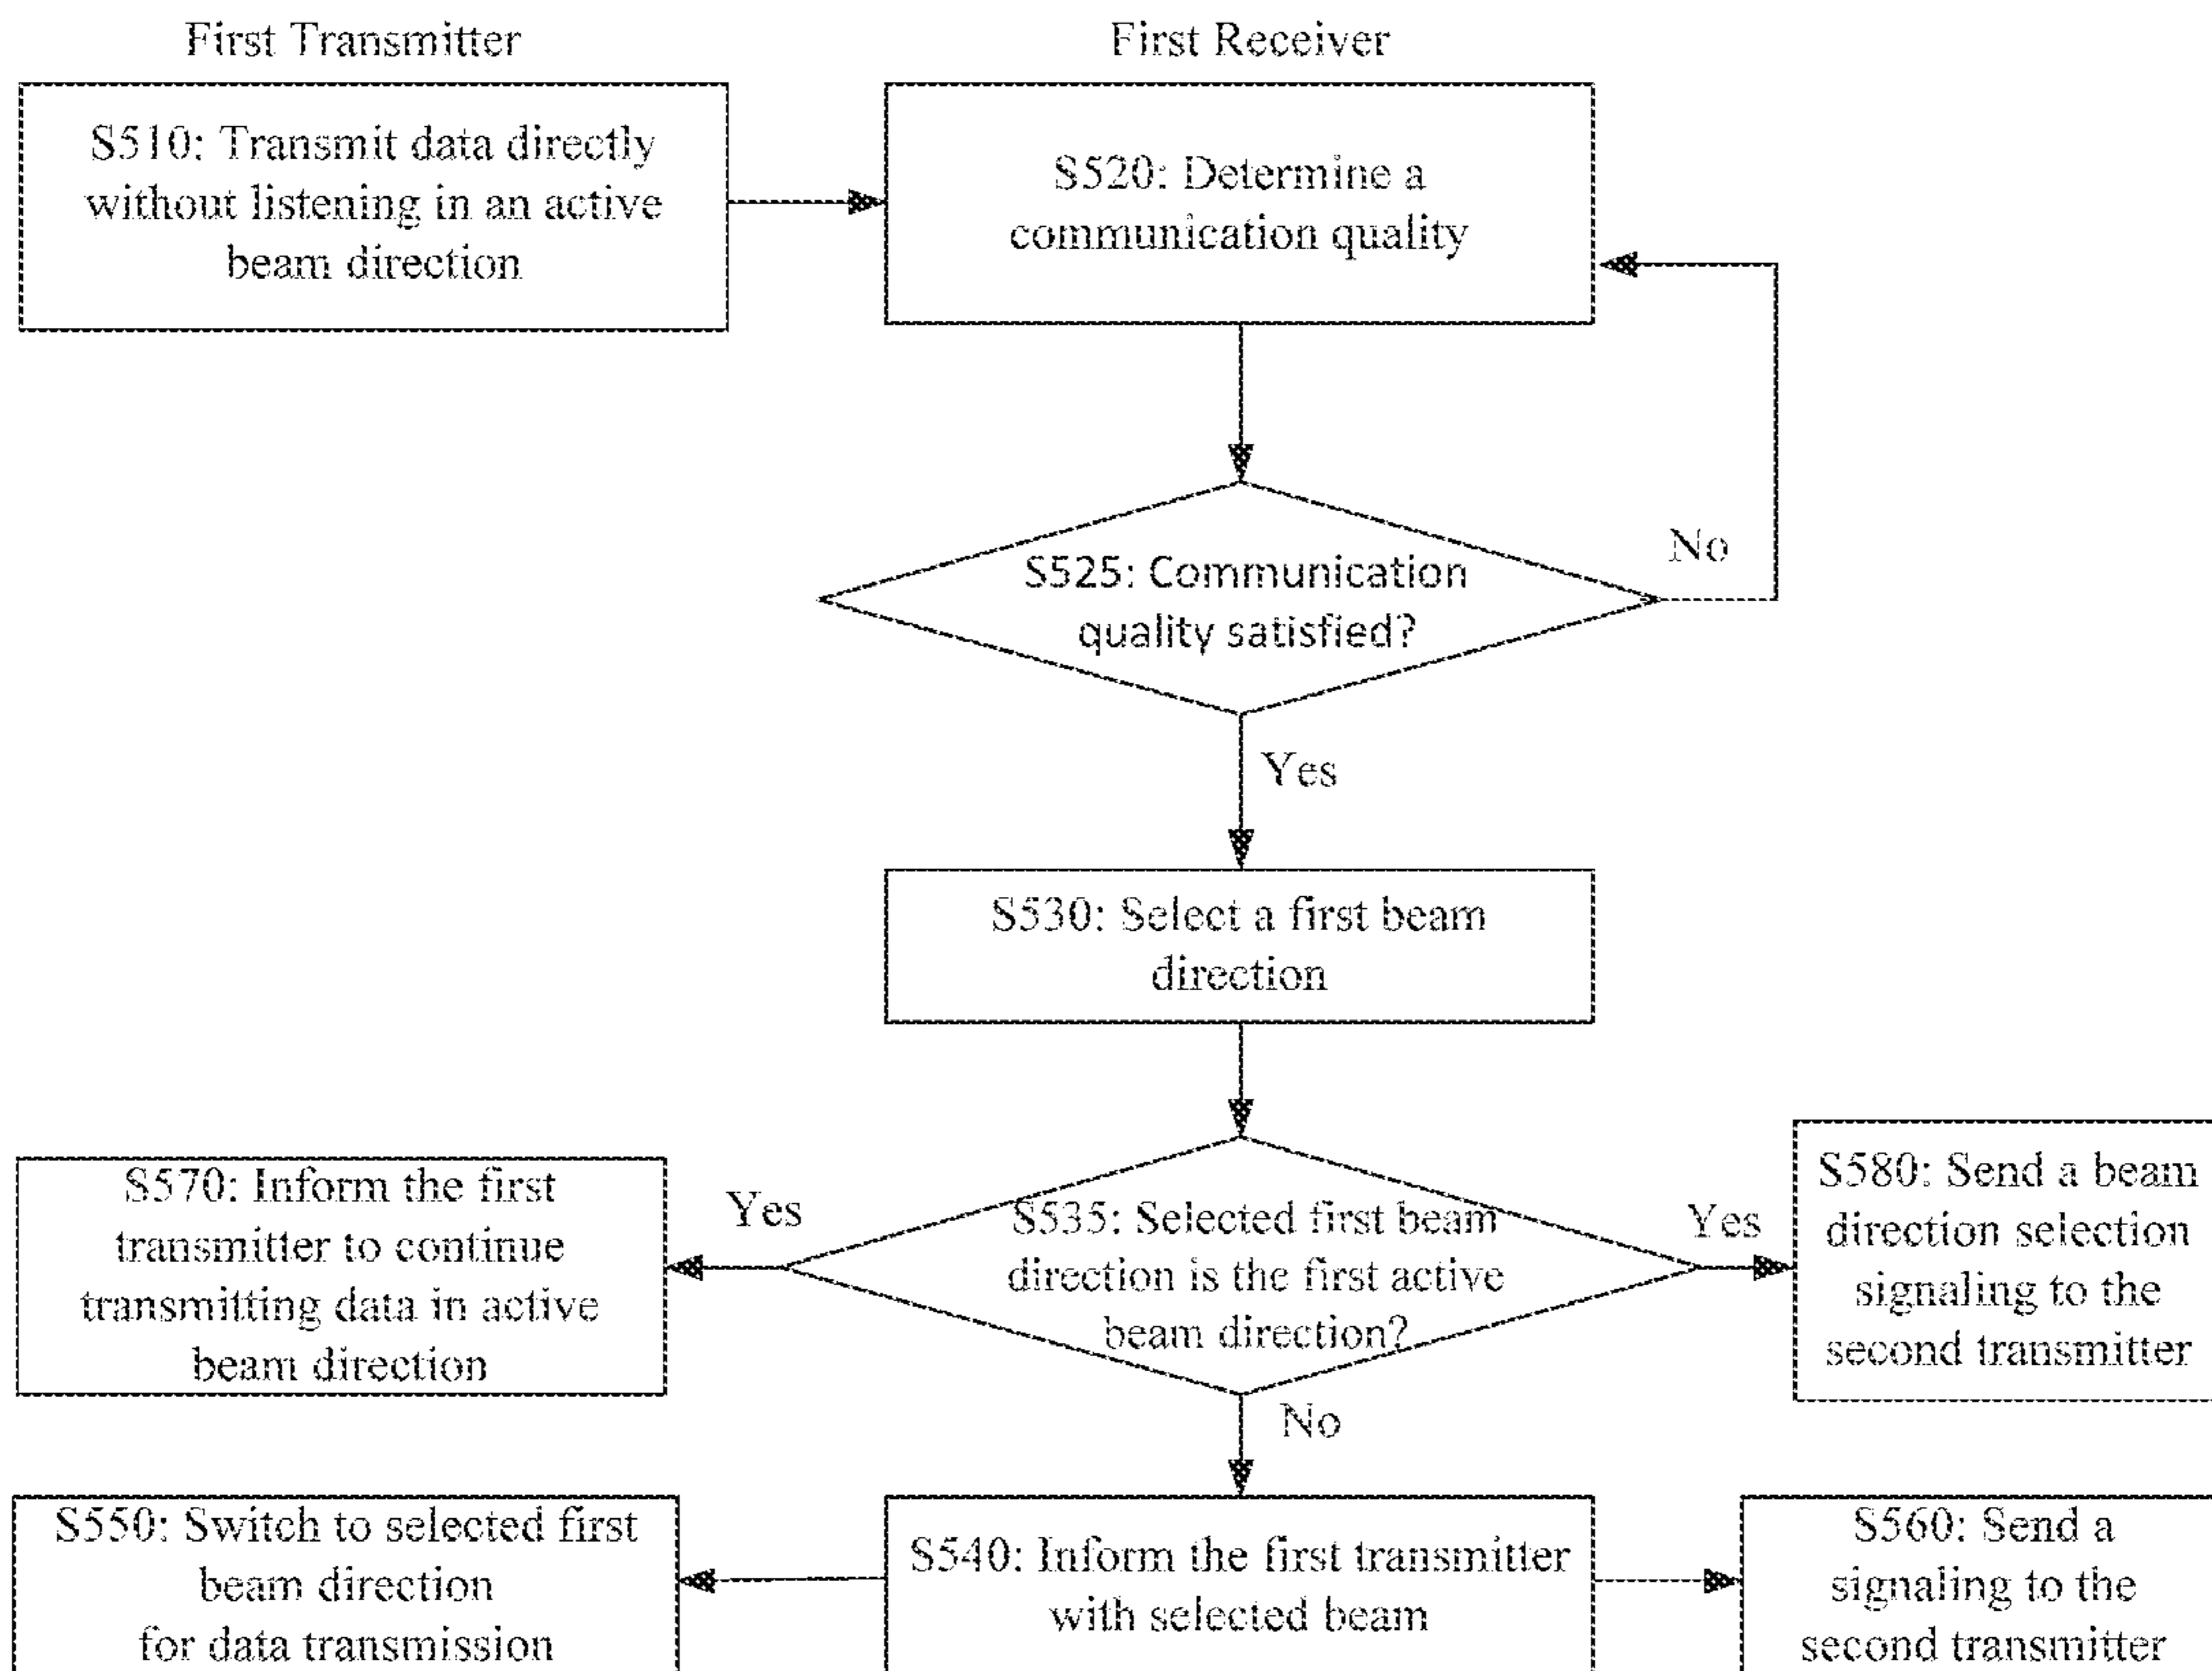 First Transmitter
First Receiver
S510: Transmit data directly
without listening in an active
beam direction
S520: Determine a
communication quality
S525: Communication
quality satisfied?
No
Yes
S530: Select a first beam
direction
S570: Inform the first
transmitter to continue
transmitting data in active
beam direction
Yes
S535: Selected first beam
direction is the first active
beam direction?
Yes
S580: Send a beam
direction selection
signaling to the
second transmitter
No
S550: Switch to selected first
beam direction
for data transmission
S540: Inform the first transmitter
with selected beam
S560: Send a
signaling to the
second transmitter